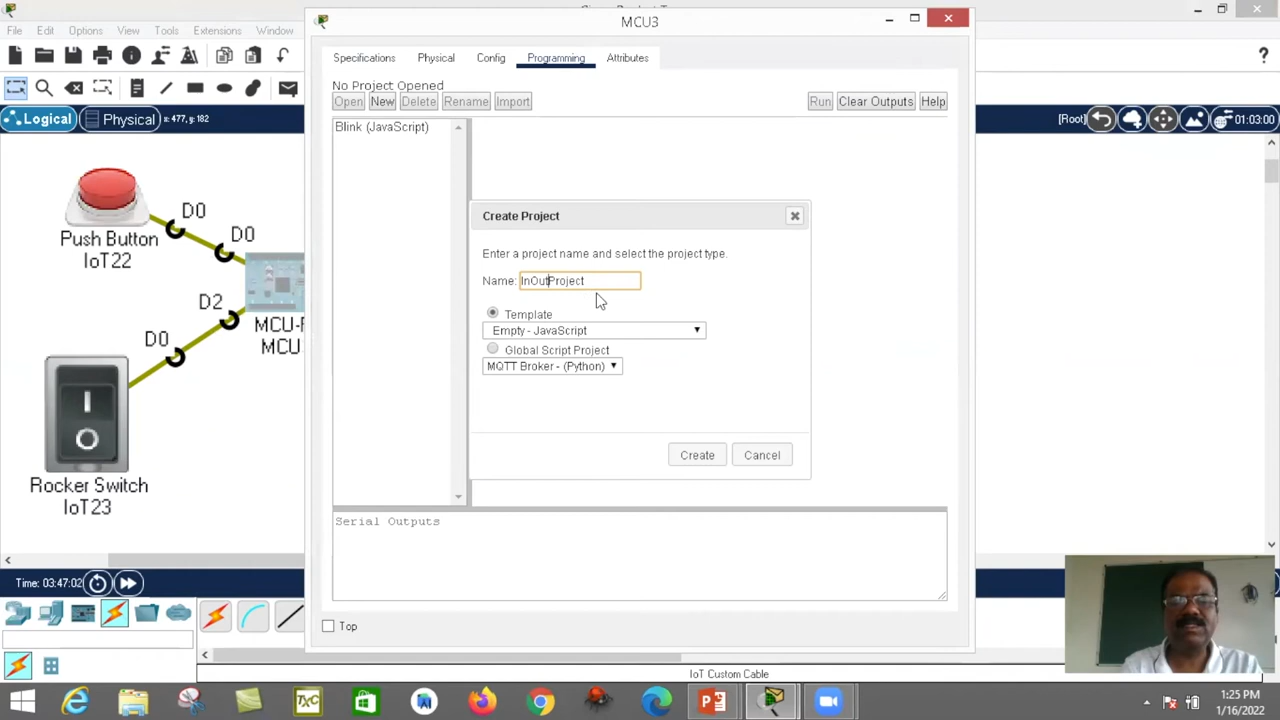 MCU3
File Edit Options View Tools Extensions Window
Specifications Physical Config Programming Attributes
No Project Opened
Open New Delete Rename Import Run Clear Outputs Help
Logical Physical x: 477, y: 182 [Root] 01:03:00
Blink (JavaScript)
D0
Push Button
IoT22
D0
D2
D0
MCU
Rocker Switch
IoT23
Create Project
Enter a project name and select the project type.
Name: InOutProject
Template
Empty - JavaScript
Global Script Project
MQTT Broker - (Python)
Create Cancel
Serial Outputs
Time: 03:47:02
Top
IoT Custom Cable
TXC
AI
1:25 PM
1/16/2022